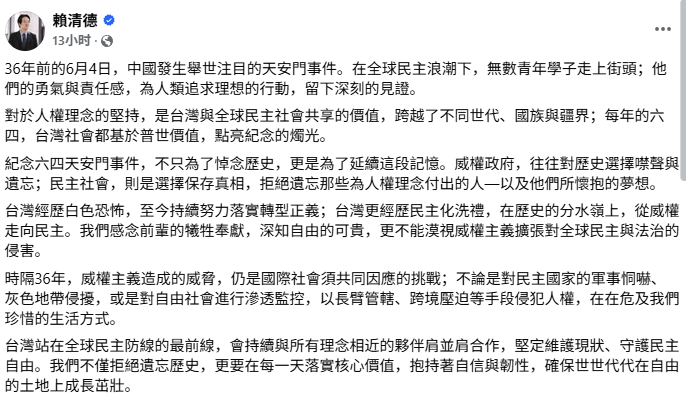 賴清德
13小時 ·
36年前的6月4日，中國發生舉世注目的天安門事件。在全球民主浪潮下，無數青年學子走上街頭；他
們的勇氣與責任感，為人類追求理想的行動，留下深刻的見證。
對於人權理念的堅持，是台灣與全球民主社會共享的價值，跨越了不同世代、國族與疆界；每年的六
四，台灣社會都基於普世價值，點亮紀念的燭光。
紀念六四天安門事件，不只為了悼念歷史，更是為了延續這段記憶。威權政府，往往對歷史選擇噤聲與
遺忘；民主社會，則是選擇保存真相，拒絕遺忘那些為人權理念付出的人—以及他們所懷抱的夢想。
台灣經歷白色恐怖，至今持續努力落實轉型正義；台灣更經歷民主化洗禮，在歷史的分水嶺上，從威權
走向民主。我們感念前輩的犧牲奉獻，深知自由的可貴，更不能漠視威權主義擴張對全球民主與法治的
侵害。
時隔36年，威權主義造成的威脅，仍是國際社會須共同因應的挑戰；不論是對民主國家的軍事恫嚇、
灰色地帶侵擾，或是對自由社會進行滲透監控，以長臂管轄、跨境壓迫等手段侵犯人權，在在危及我們
珍惜的生活方式。
台灣站在全球民主防線的最前線，會持續與所有理念相近的夥伴肩並肩合作，堅定維護現狀、守護民主
自由。我們不僅拒絕遺忘歷史，更要在每一天落實核心價值，抱持著自信與韌性，確保世世代代在自由
的土地上成長茁壯。